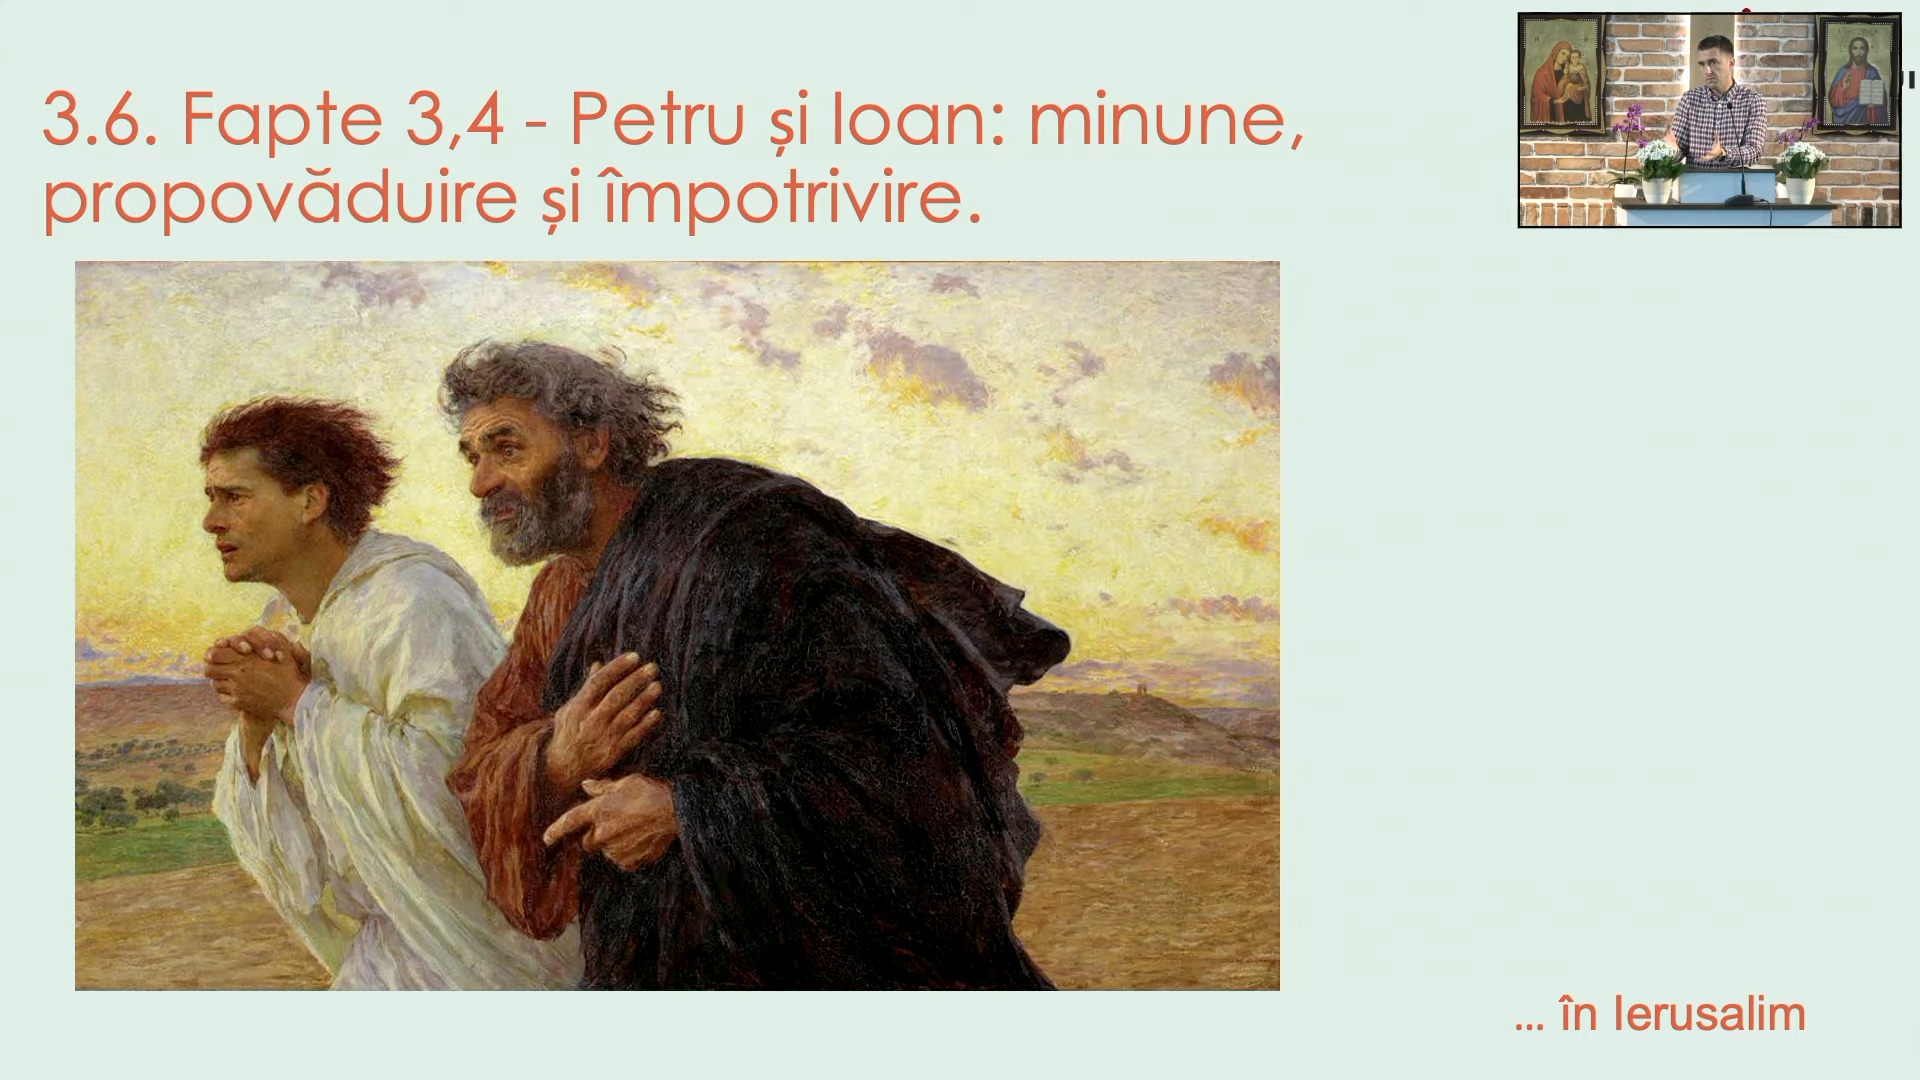 3.6. Fapte 3,4 - Petru și Ioan: minune,
propovăduire și împotrivire.
... în Ierusalim